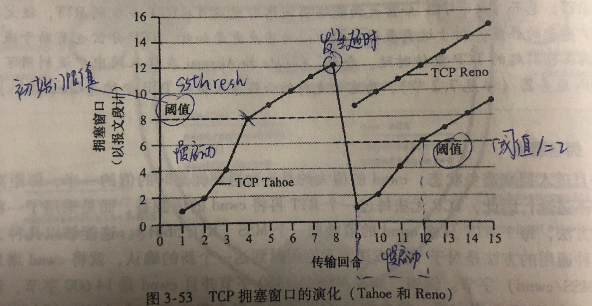 16
14
12
10
8
6
4
2
0
拥塞窗口
(以报文段计)
初始门限值
ssthresh
阈值
慢启动
发生超时
TCP Reno
TCP Tahoe
阈值
阈值/=2
0 1 2 3 4 5 6 7 8 9 10 11 12 13 14 15
传输回合
慢启动
图 3-53 TCP 拥塞窗口的演化(Tahoe 和 Reno)